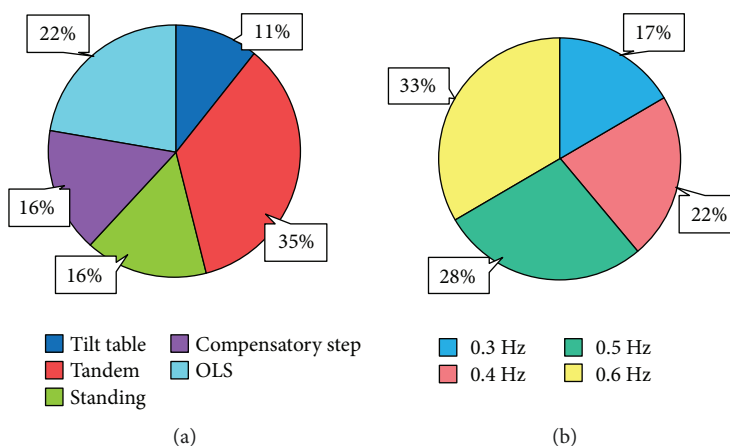 22%
11%
16%
16%
35%
Tilt table
Tandem
Standing
Compensatory step
OLS
(a)
17%
33%
22%
28%
0.3 Hz
0.4 Hz
0.5 Hz
0.6 Hz
(b)